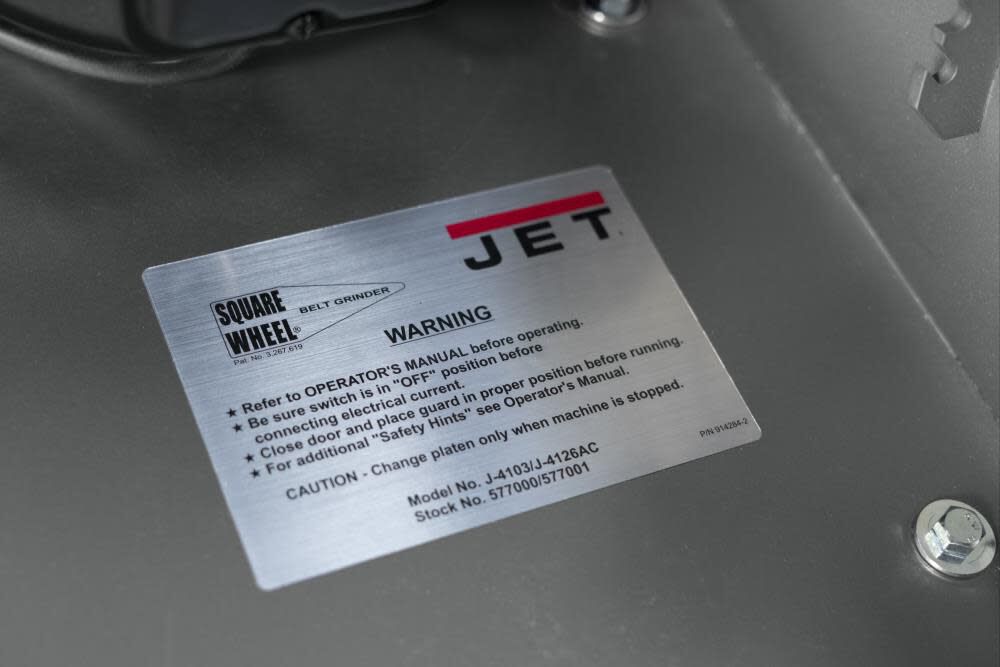 JET
SQUARE
WHEEL®
BELT GRINDER
Pat. No. 3,267,619
WARNING
★ Refer to OPERATOR'S MANUAL before operating.
★ Be sure switch is in "OFF" position before
connecting electrical current.
★ Close door and place guard in proper position before running.
★ For additional "Safety Hints" see Operator's Manual.
CAUTION - Change platen only when machine is stopped.
Model No. J-4103/J-4126AC
Stock No. 577000/577001
P/N 914284-2